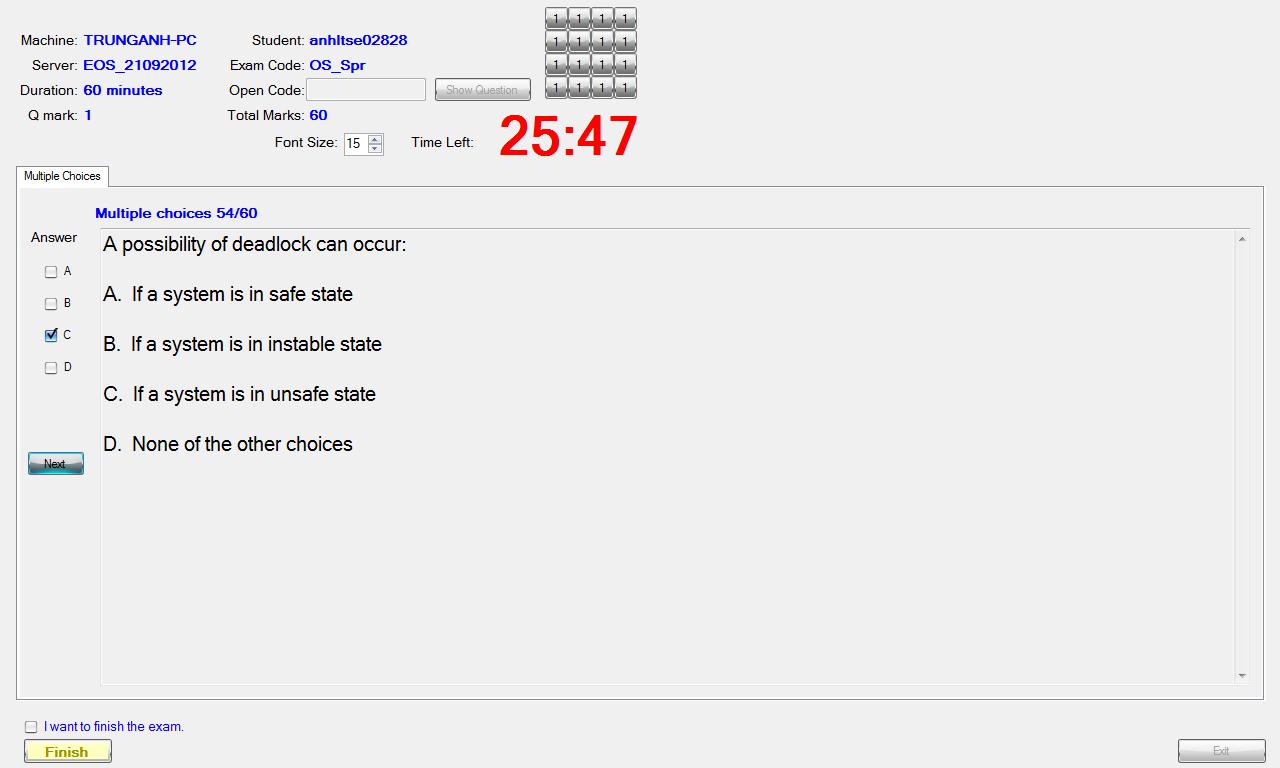 Machine: TRUNGANH-PC Student: anhltse02828
Server: EOS_21092012 Exam Code: OS_Spr
Duration: 60 minutes Open Code: Show Question
Q mark: 1 Total Marks: 60
1 1 1 1
1 1 1 1
1 1 1 1
1 1 1 1
Font Size: 15 Time Left: 25:47
Multiple Choices
Multiple choices 54/60
Answer
A
B
C
D
Next
A possibility of deadlock can occur:
A. If a system is in safe state
B. If a system is in instable state
C. If a system is in unsafe state
D. None of the other choices
I want to finish the exam.
Finish
Exit